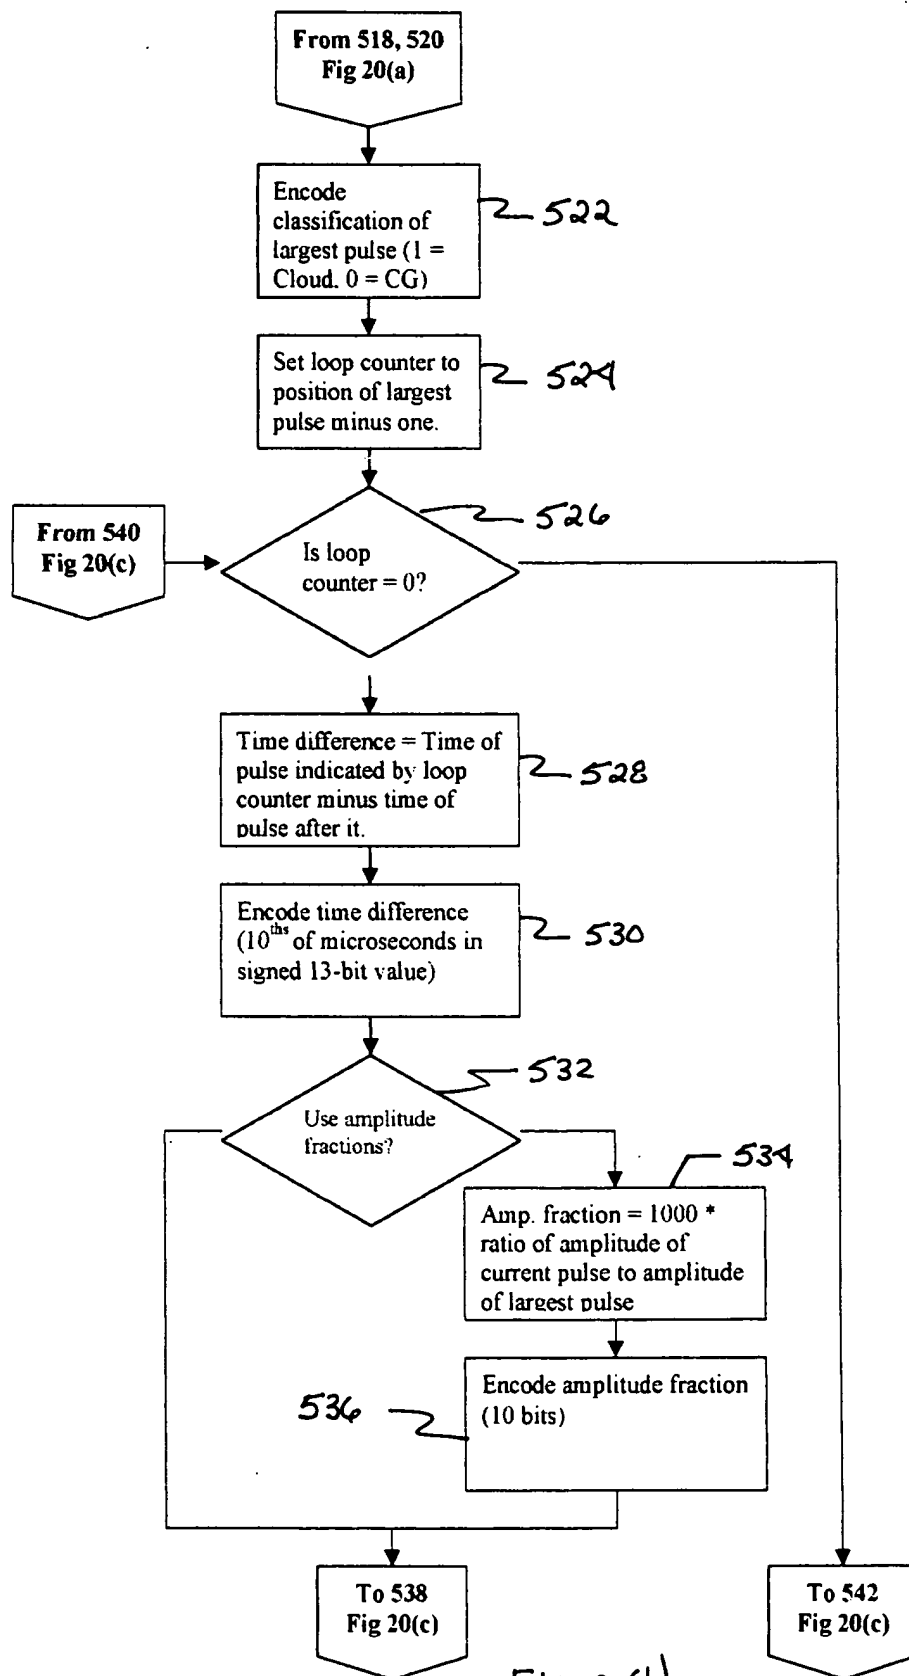 From 518, 520
Fig 20(a)
Encode
classification of
largest pulse (1 =
Cloud. 0 = CG)
522
Set loop counter to
position of largest
pulse minus one.
524
526
From 540
Fig 20(c)
Is loop
counter = 0?
Time difference = Time of
pulse indicated by loop
counter minus time of
pulse after it.
528
Encode time difference
(10ths of microseconds in
signed 13-bit value)
530
532
Use amplitude
fractions?
534
Amp. fraction = 1000 *
ratio of amplitude of
current pulse to amplitude
of largest pulse
Encode amplitude fraction
(10 bits)
536
To 538
Fig 20(c)
To 542
Fig 20(c)